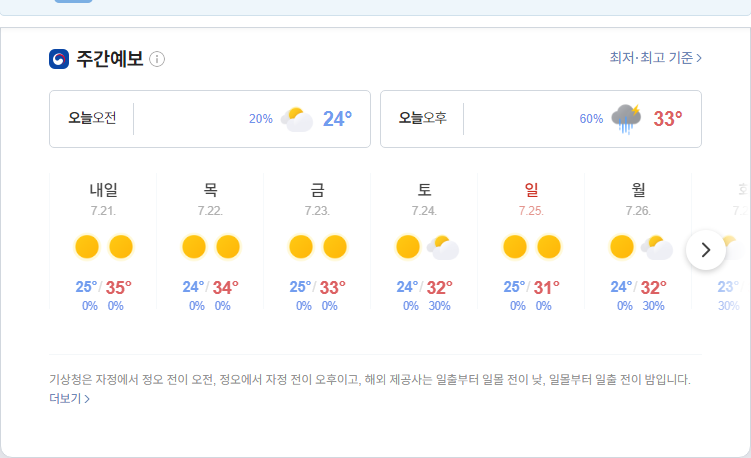 주간예보
최저·최고 기준
오늘오전 20% 24°
오늘오후 60% 33°
내일 목 금 토 일 월
7.21. 7.22. 7.23. 7.24. 7.25. 7.26.
25°/35° 24°/34° 25°/33° 24°/32° 25°/31° 24°/32° 23°
0% 0% 0% 0% 0% 0% 0% 30% 0% 0% 0% 30% 30%
기상청은 자정에서 정오 전이 오전, 정오에서 자정 전이 오후이고, 해외 제공사는 일출부터 일몰 전이 낮, 일몰부터 일출 전이 밤입니다.
더보기